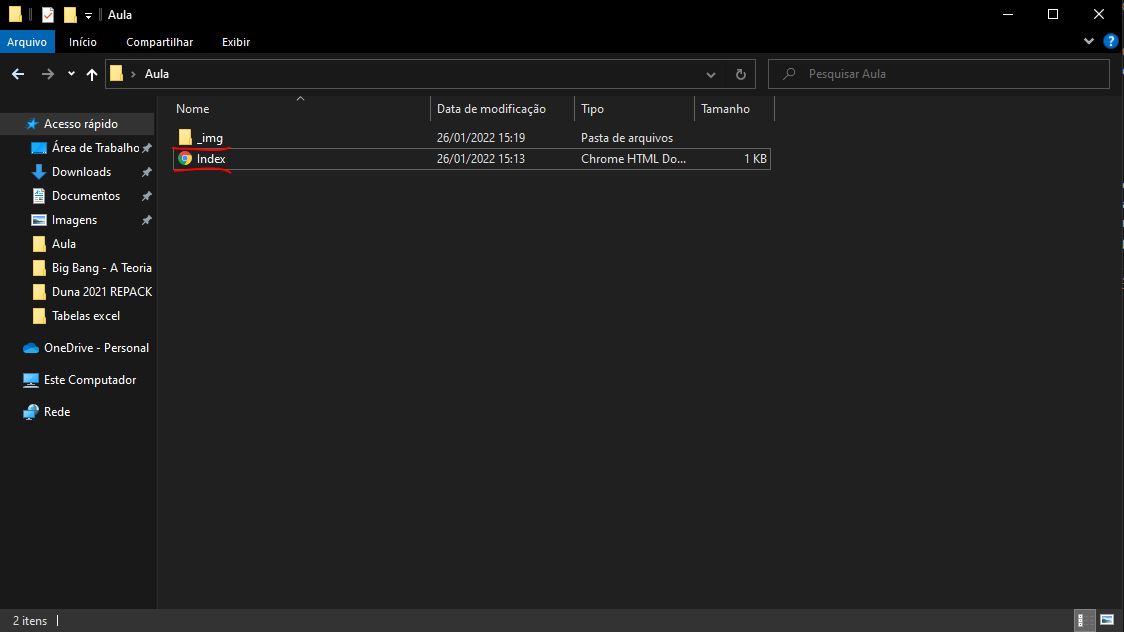 Aula
Arquivo Início Compartilhar Exibir
Aula Pesquisar Aula
Nome Data de modificação Tipo Tamanho
_img 26/01/2022 15:19 Pasta de arquivos
Index 26/01/2022 15:13 Chrome HTML Do... 1 KB
Acesso rápido
Área de Trabalho
Downloads
Documentos
Imagens
Aula
Big Bang - A Teoria
Duna 2021 REPACK
Tabelas excel
OneDrive - Personal
Este Computador
Rede
2 itens